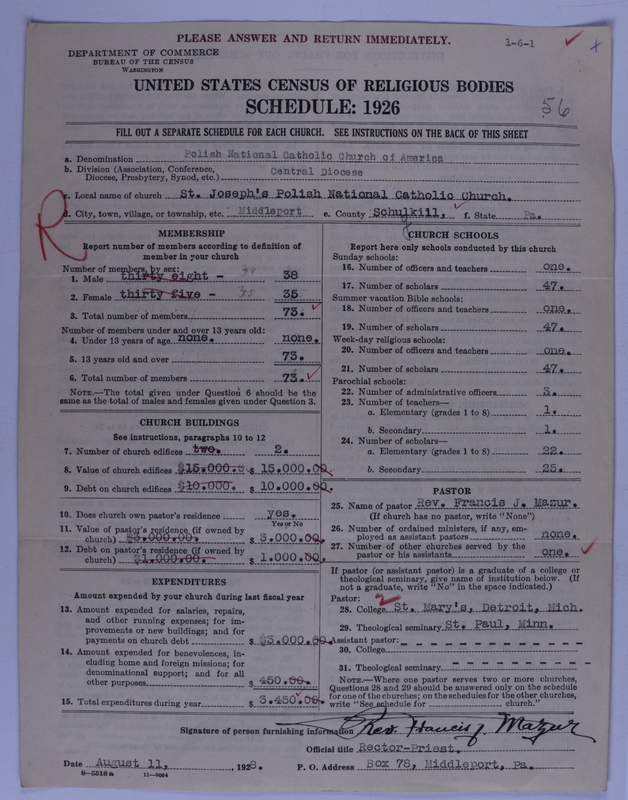 PLEASE ANSWER AND RETURN IMMEDIATELY.
1-6-1
DEPARTMENT OF COMMERCE
BUREAU OF THE CENSUS
WASHINGTON
UNITED STATES CENSUS OF RELIGIOUS BODIES
SCHEDULE: 1926
56
FILL OUT A SEPARATE SCHEDULE FOR EACH CHURCH. SEE INSTRUCTIONS ON THE BACK OF THIS SHEET
a. Denomination Polish National Catholic Church of America
b. Division (Association, Conference, Diocese, Presbytery, Synod, etc.) Central Diocese
c. Local name of church St. Joseph's Polish National Catholic Church.
d. City, town, village, or township, etc. Middleport e. County Schulkill, f. State Pa.
R
MEMBERSHIP
Report number of members according to definition of
member in your church
Number of members, by sex:
1. Male thirty eight - 38 38
2. Female thirty five - 35 35
3. Total number of members 73.
Number of members under and over 13 years old:
4. Under 13 years of age none. none.
5. 13 years old and over 73.
6. Total number of members 73.
NOTE.—The total given under Question 6 should be the
same as the total of males and females given under Question 3.
CHURCH BUILDINGS
See instructions, paragraphs 10 to 12
7. Number of church edifices two. 2.
8. Value of church edifices $15.000.- $ 15.000.00.
9. Debt on church edifices $10.000. $ 10.000.00.
10. Does church own pastor's residence yes.
Yes or No
11. Value of pastor's residence (if owned by
church) $3.000.00 $ 3.000.00.
12. Debt on pastor's residence (if owned by
church) $1.000.00 $ 1.000.00.
EXPENDITURES
Amount expended by your church during last fiscal year
13. Amount expended for salaries, repairs,
and other running expenses; for im-
provements or new buildings; and for
payments on church debt $ $3.000.00.
14. Amount expended for benevolences, in-
cluding home and foreign missions; for
denominational support; and for all
other purposes $ 450.00.
15. Total expenditures during year $ 3.450.00.
CHURCH SCHOOLS
Report here only schools conducted by this church
Sunday schools:
16. Number of officers and teachers one.
17. Number of scholars 47.
Summer vacation Bible schools:
18. Number of officers and teachers one.
19. Number of scholars 47.
Week-day religious schools:
20. Number of officers and teachers one.
21. Number of scholars 47.
Parochial schools:
22. Number of administrative officers 3.
23. Number of teachers—
a. Elementary (grades 1 to 8) 1.
b. Secondary 1.
24. Number of scholars—
a. Elementary (grades 1 to 8) 22.
b. Secondary 25.
PASTOR
25. Name of pastor Rev. Francis J. Mazur.
(If church has no pastor, write "None")
26. Number of ordained ministers, if any, em-
ployed as assistant pastors none.
27. Number of other churches served by the
pastor or his assistants one.
If pastor (or assistant pastor) is a graduate of a college or
theological seminary, give name of institution below. (If
not a graduate, write "No" in the space indicated.)
Pastor: 2
28. College St. Mary's, Detroit, Mich.
29. Theological seminary St. Paul, Minn.
Assistant pastor:
30. College
31. Theological seminary
NOTE.—Where one pastor serves two or more churches,
Questions 28 and 29 should be answered only on the schedule
for one of the churches; on the schedules for the other churches,
write "See schedule for church."
Signature of person furnishing information Rev. Francis J. Mazur
Official title Rector-Priest.
Date August 11, , 1928. P. O. Address Box 78, Middleport, Pa.
8-5518a 11-9054